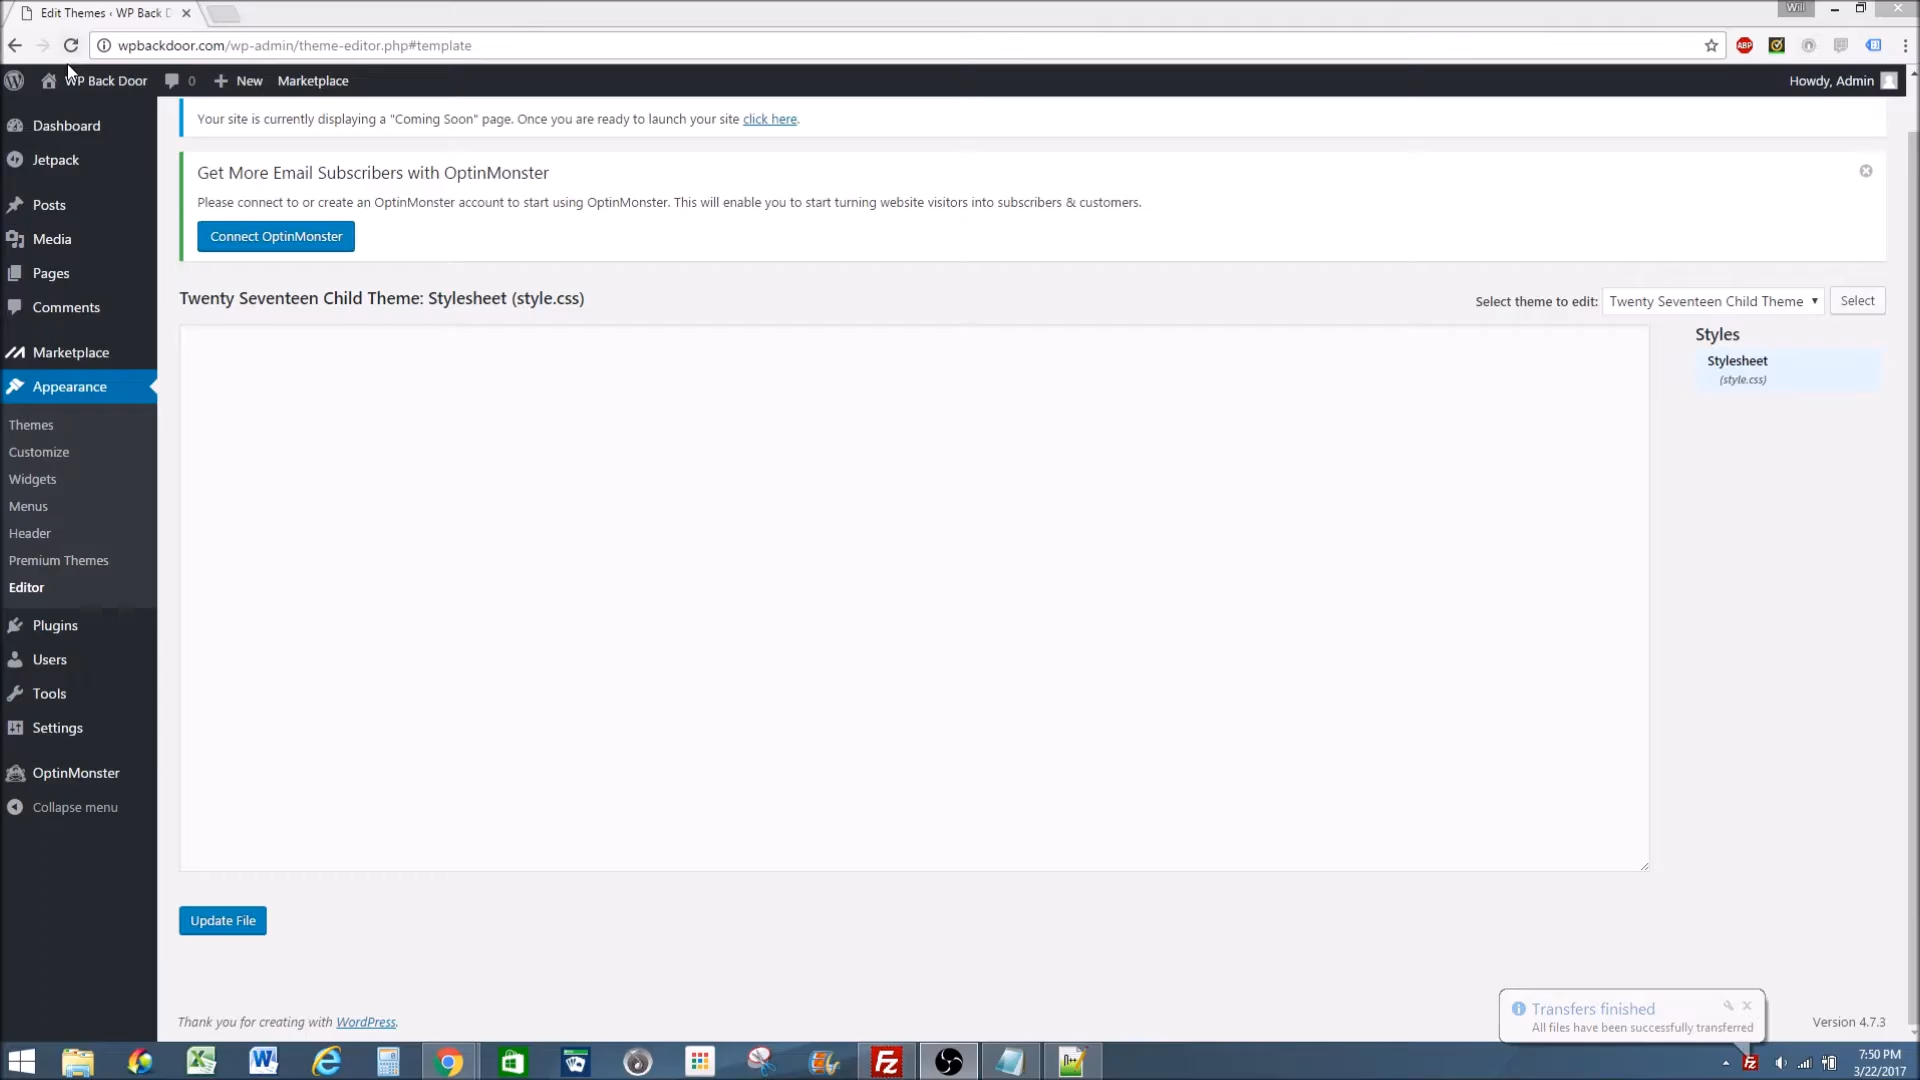 Edit Themes ‹ WP Back D
Will
wpbackdoor.com/wp-admin/theme-editor.php#template
ABP
WP Back Door
0
New
Marketplace
Howdy, Admin
Dashboard
Jetpack
Posts
Media
Pages
Comments
Marketplace
Appearance
Themes
Customize
Widgets
Menus
Header
Premium Themes
Editor
Plugins
Users
Tools
Settings
OptinMonster
Collapse menu
Your site is currently displaying a "Coming Soon" page. Once you are ready to launch your site click here.
Get More Email Subscribers with OptinMonster
Please connect to or create an OptinMonster account to start using OptinMonster. This will enable you to start turning website visitors into subscribers & customers.
Connect OptinMonster
Twenty Seventeen Child Theme: Stylesheet (style.css)
Select theme to edit:
Twenty Seventeen Child Theme
Select
Styles
Stylesheet
(style.css)
Update File
Thank you for creating with WordPress.
Version 4.7.3
Transfers finished
All files have been successfully transferred
7:50 PM
3/22/2017